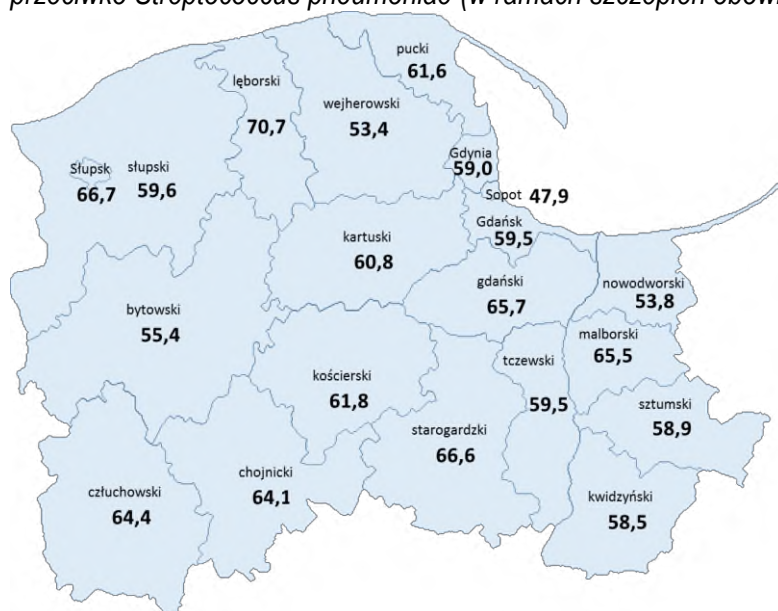 przeciwko Streptococcus pneumoniae (w ramach szczepień obowi
pucki
61,6
lęborski
70,7
wejherowski
53,4
Gdynia
59,0
Słupsk
66,7
słupski
59,6
Sopot 47,9
Gdańsk
59,5
kartuski
60,8
gdański
65,7
nowodworski
53,8
bytowski
55,4
malborski
65,5
tczewski
59,5
kościerski
61,8
sztumski
58,9
starogardzki
66,6
chojnicki
64,1
człuchowski
64,4
kwidzyński
58,5